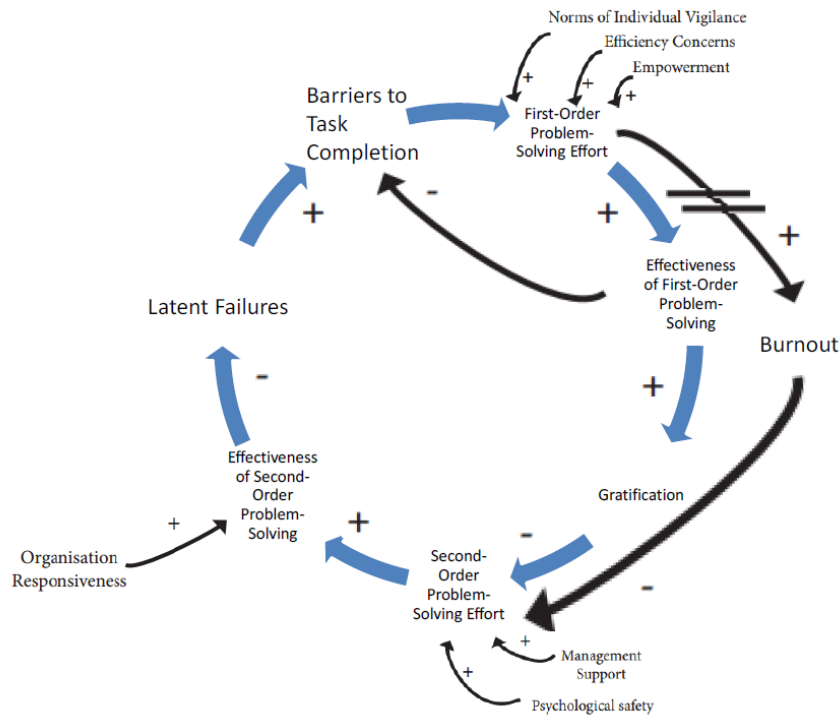 Norms of Individual Vigilance
Efficiency Concerns
Empowerment
+
+
+
Barriers to
Task
Completion
First-Order
Problem-
Solving Effort
-
+
+
+
Effectiveness
of First-Order
Problem-
Solving
Latent Failures
Burnout
-
+
Effectiveness
of Second-
Order
Problem-
Solving
Gratification
+
+
-
Second-
Order
Problem-
Solving Effort
-
Organisation
Responsiveness
+
Management
Support
+
Psychological safety